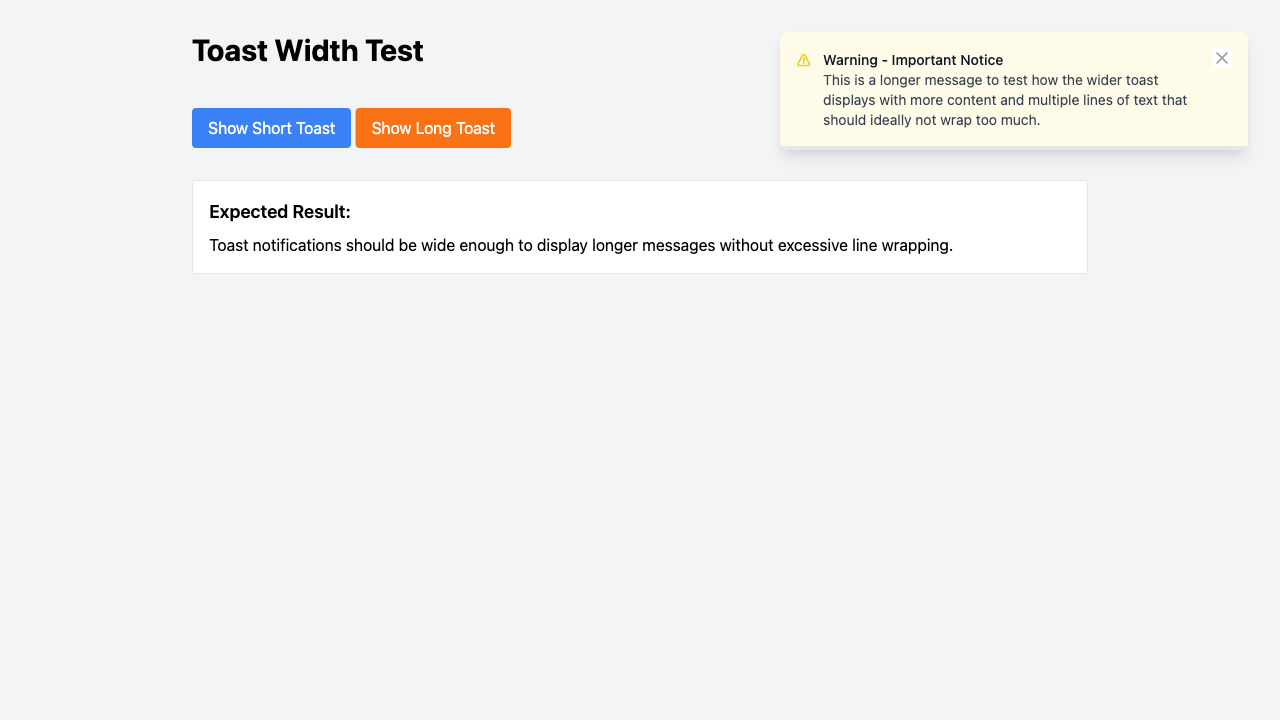 Toast Width Test
Warning - Important Notice
This is a longer message to test how the wider toast
displays with more content and multiple lines of text that
should ideally not wrap too much.
Show Short Toast
Show Long Toast
Expected Result:
Toast notifications should be wide enough to display longer messages without excessive line wrapping.